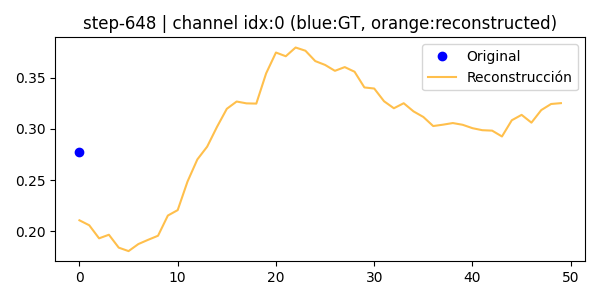 step-648 | channel idx:0 (blue:GT, orange:reconstructed)
Original
Reconstrucción
0.35
0.30
0.25
0.20
0 10 20 30 40 50